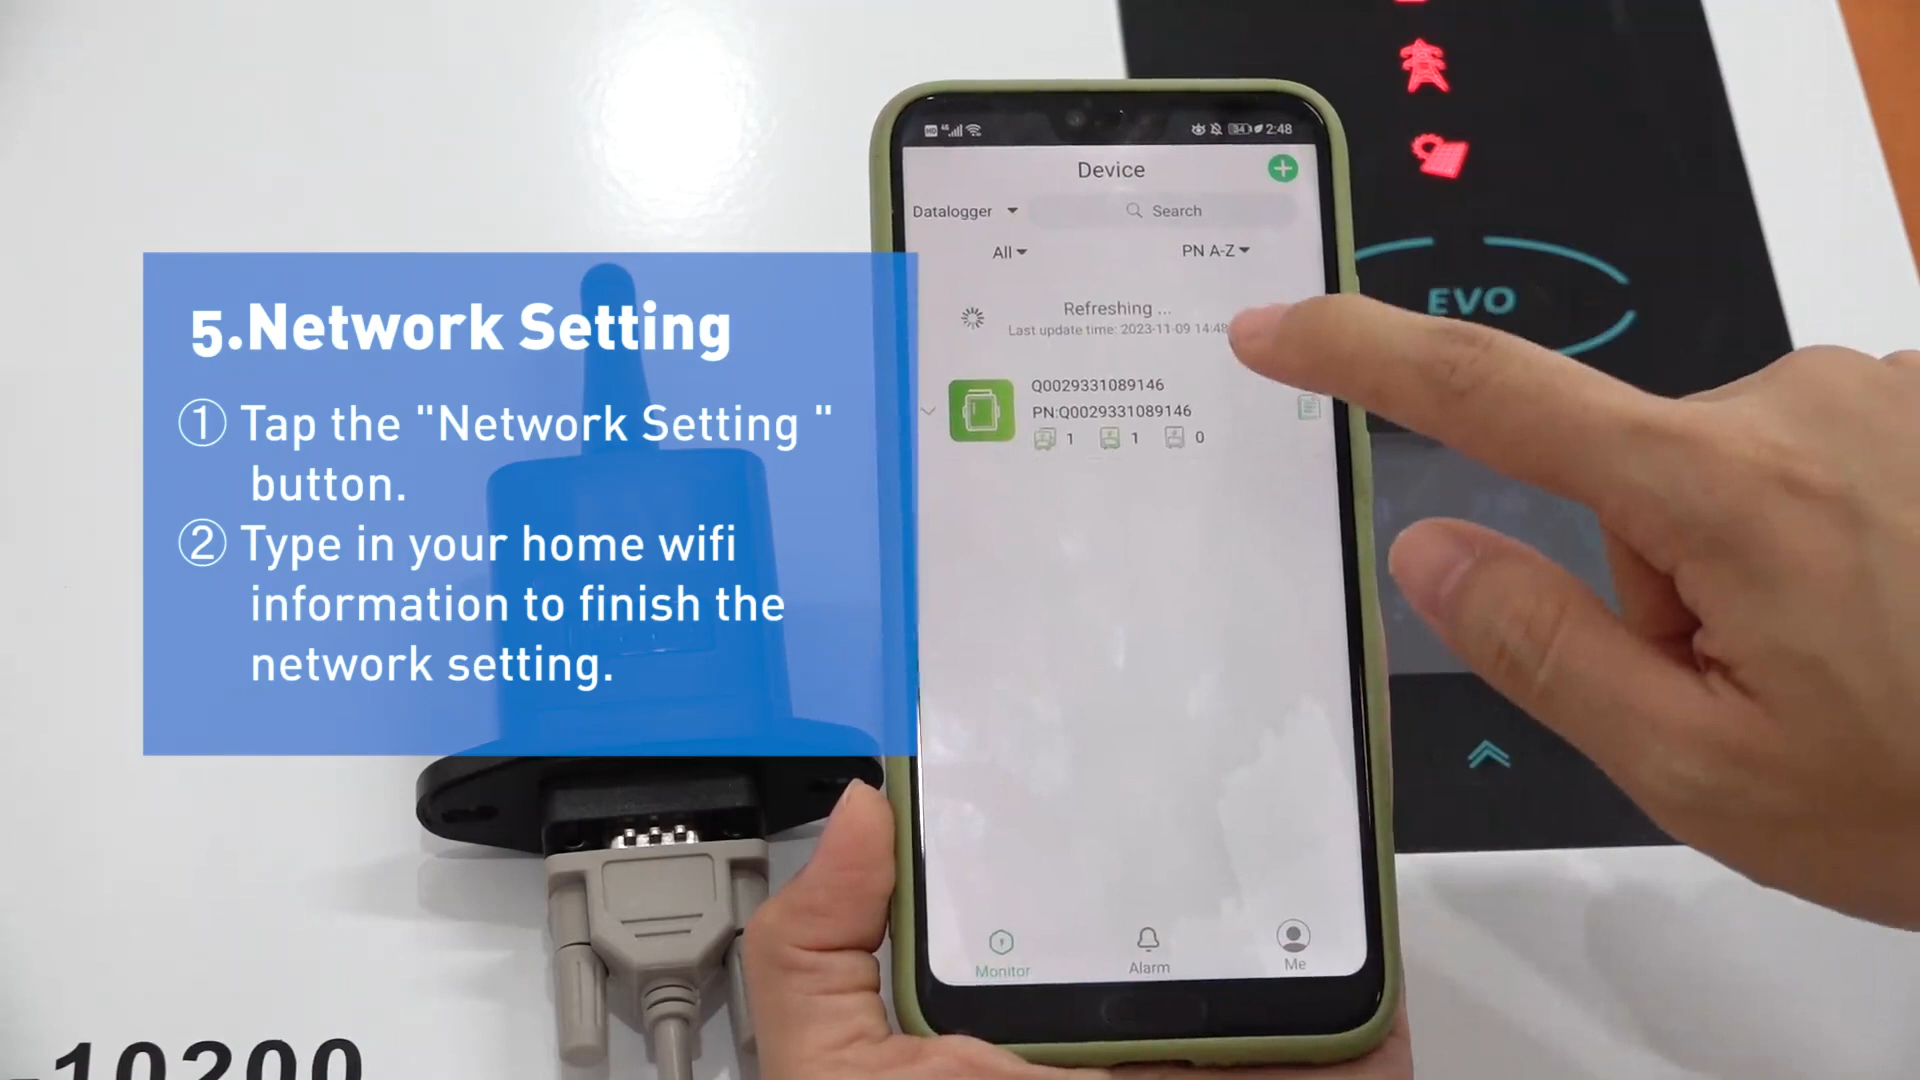 5.Network Setting
① Tap the "Network Setting "
button.
② Type in your home wifi
information to finish the
network setting.
2:48
Device
Datalogger
Search
All
PN A-Z
Refreshing ...
Last update time: 2023-11-09 14:48
Q0029331089146
PN:Q0029331089146
1
1
0
Monitor
Alarm
Me
EVO
-10200